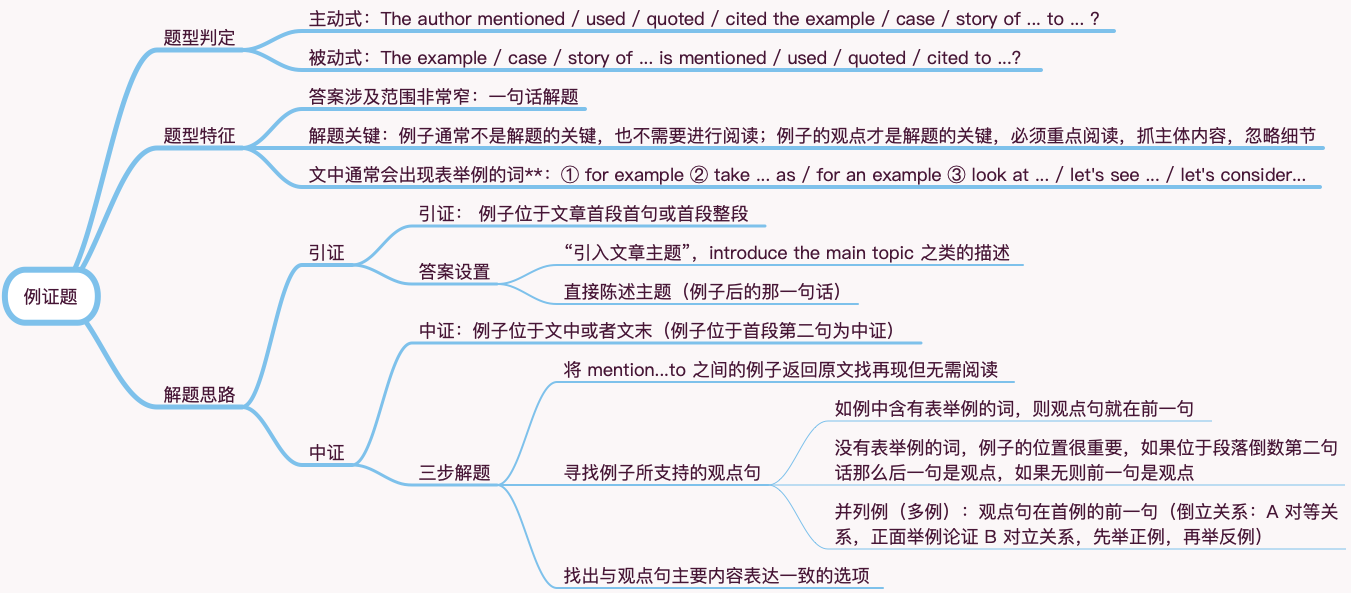 例证题
题型判定
主动式：The author mentioned / used / quoted / cited the example / case / story of ... to ... ?
被动式：The example / case / story of ... is mentioned / used / quoted / cited to ...?
题型特征
答案涉及范围非常窄：一句话解题
解题关键：例子通常不是解题的关键，也不需要进行阅读；例子的观点才是解题的关键，必须重点阅读，抓主体内容，忽略细节
文中通常会出现表举例的词**：① for example ② take ... as / for an example ③ look at ... / let's see ... / let's consider...
解题思路
引证
引证： 例子位于文章首段首句或首段整段
答案设置
“引入文章主题”，introduce the main topic 之类的描述
直接陈述主题（例子后的那一句话）
中证
中证：例子位于文中或者文末（例子位于首段第二句为中证）
三步解题
将 mention...to 之间的例子返回原文找再现但无需阅读
寻找例子所支持的观点句
如例中含有表举例的词，则观点句就在前一句
没有表举例的词，例子的位置很重要，如果位于段落倒数第二句
话那么后一句是观点，如果无则前一句是观点
并列例（多例）：观点句在首例的前一句（倒立关系：A 对等关
系，正面举例论证 B 对立关系，先举正例，再举反例）
找出与观点句主要内容表达一致的选项